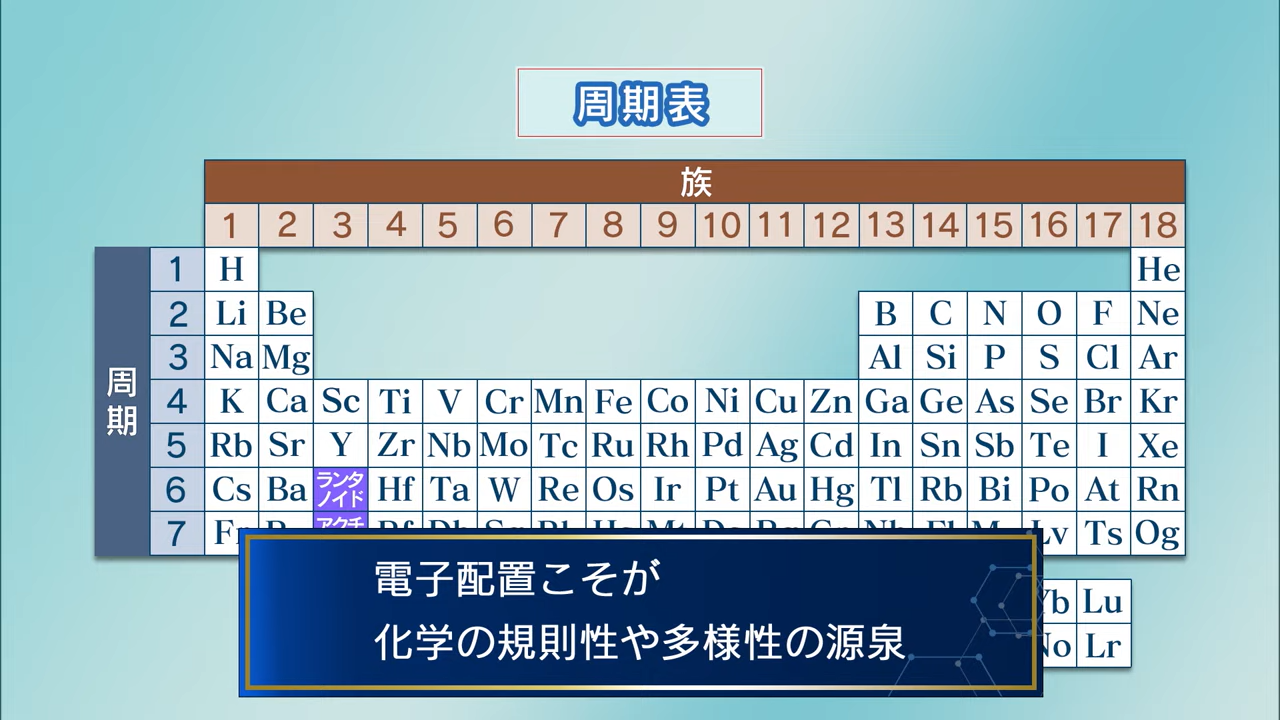 周期表
族
1 2 3 4 5 6 7 8 9 10 11 12 13 14 15 16 17 18
周期
1 H He
2 Li Be B C N O F Ne
3 Na Mg Al Si P S Cl Ar
4 K Ca Sc Ti V Cr Mn Fe Co Ni Cu Zn Ga Ge As Se Br Kr
5 Rb Sr Y Zr Nb Mo Tc Ru Rh Pd Ag Cd In Sn Sb Te I Xe
6 Cs Ba ランタノイド Hf Ta W Re Os Ir Pt Au Hg Tl Rb Bi Po At Rn
7 Ts Og
電子配置こそが
化学の規則性や多様性の源泉
Lu
Lr